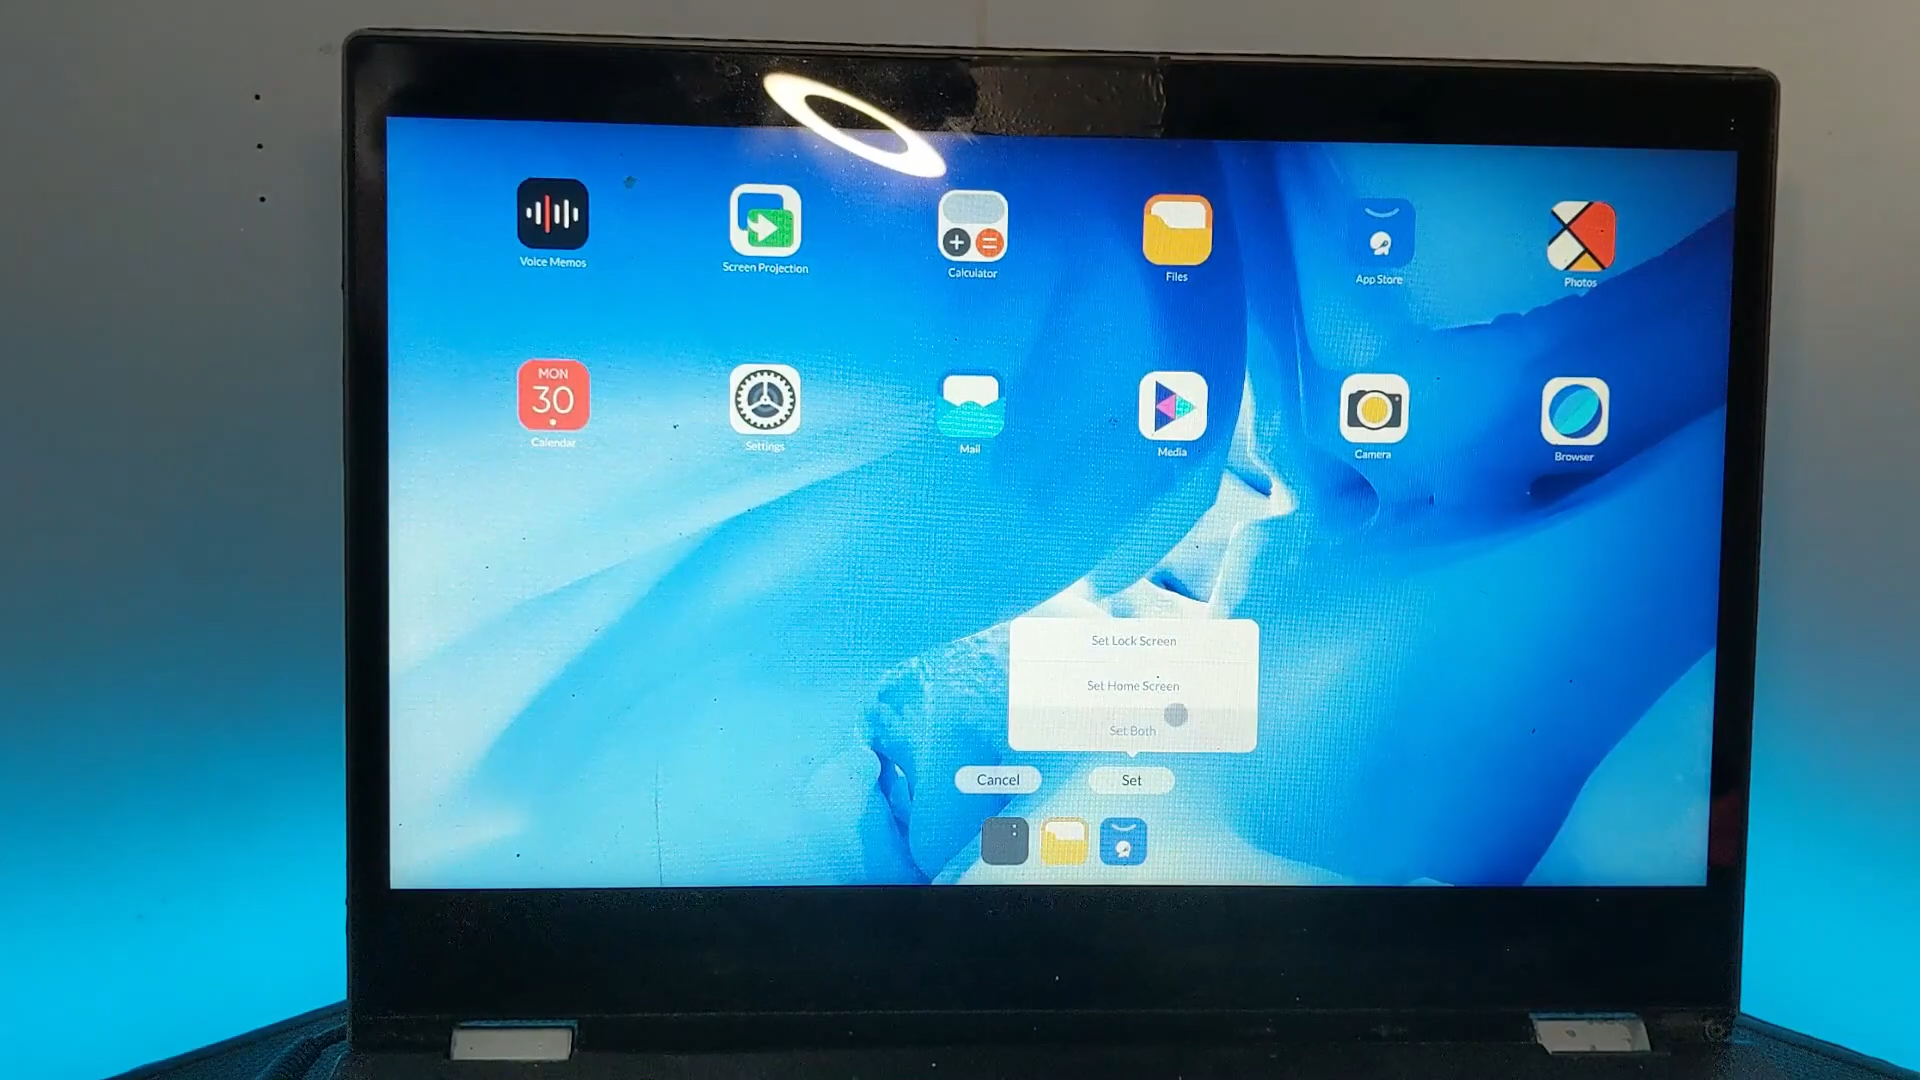 Voice Memos
Screen Projection
Calculator
Files
App Store
Photos
MON
30
Calendar
Settings
Mail
Media
Camera
Browser
Set Lock Screen
Set Home Screen
Set Both
Cancel
Set